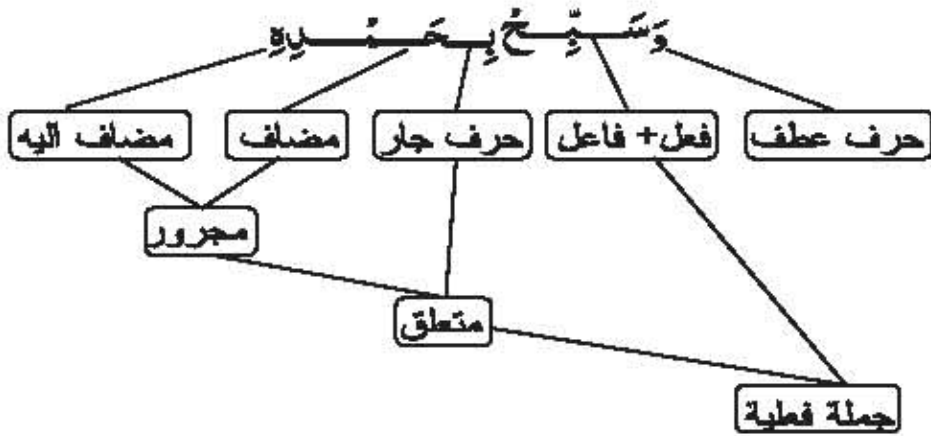 وَسَبِّحْ بِحَمْدِهِ
حرف عطف فعل+ فاعل حرف جار مضاف مضاف اليه
مجرور
متعلق
جملة فعلية